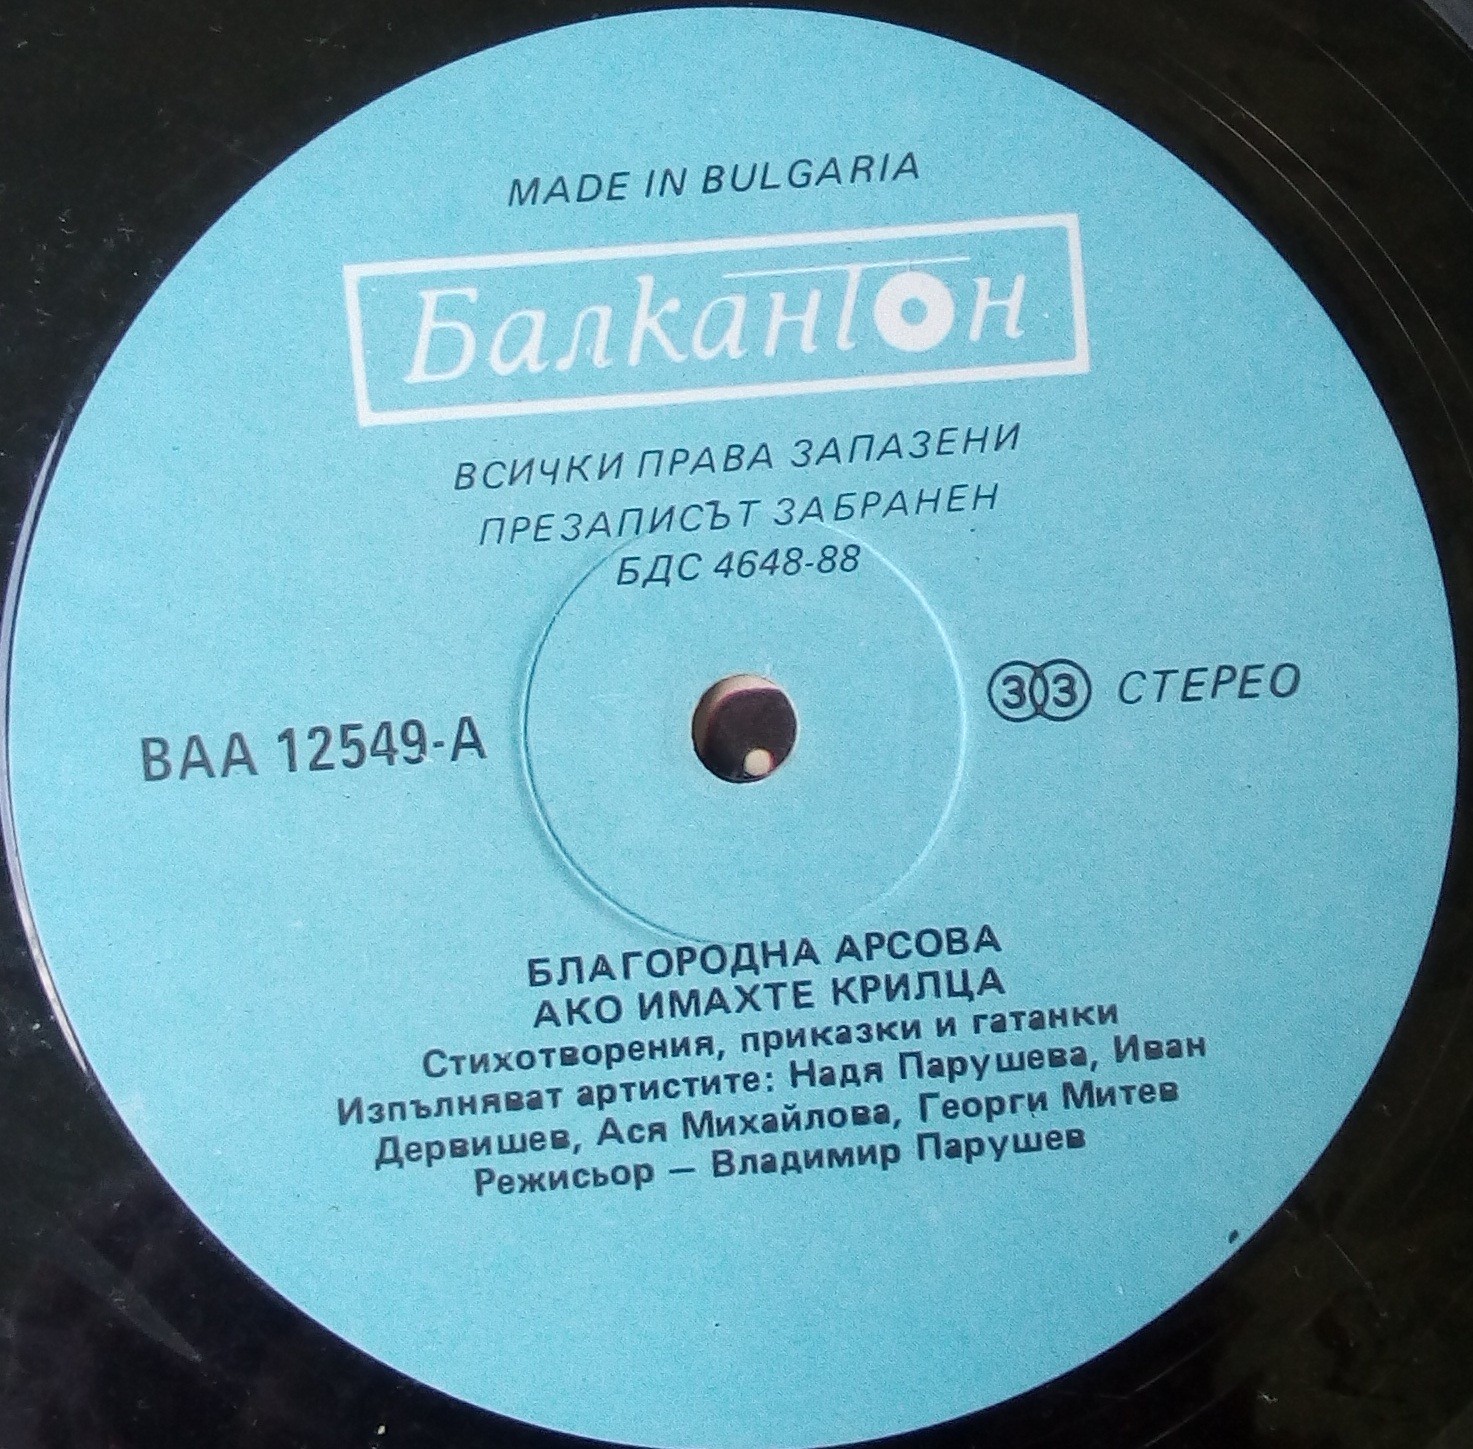 MADE IN BULGARIA
Балкантон
ВСИЧКИ ПРАВА ЗАПАЗЕНИ
ПРЕЗАПИСЪТ ЗАБРАНЕН
БДС 4648-88
33 СТЕРЕО
ВАА 12549-А
БЛАГОРОДНА АРСОВА
АКО ИМАХТЕ КРИЛЦА
Стихотворения, приказки и гатанки
Изпълняват артистите: Надя Парушева, Иван
Дервишев, Ася Михайлова, Георги Митев
Режисьор — Владимир Парушев